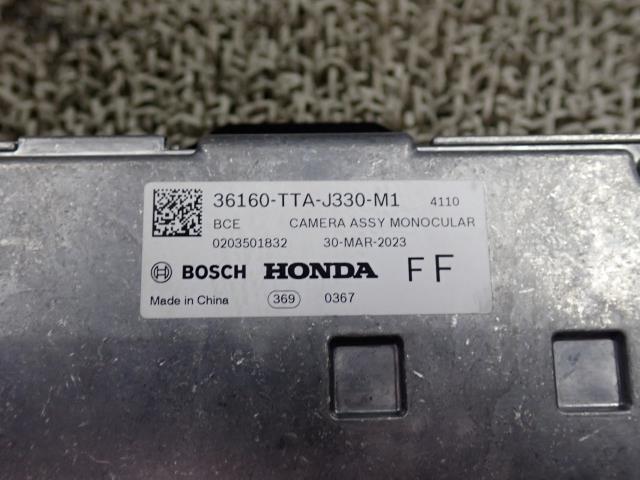 36160-TTA-J330-M1 4110
BCE CAMERA ASSY MONOCULAR
0203501832 30-MAR-2023
BOSCH HONDA FF
Made in China 369 0367